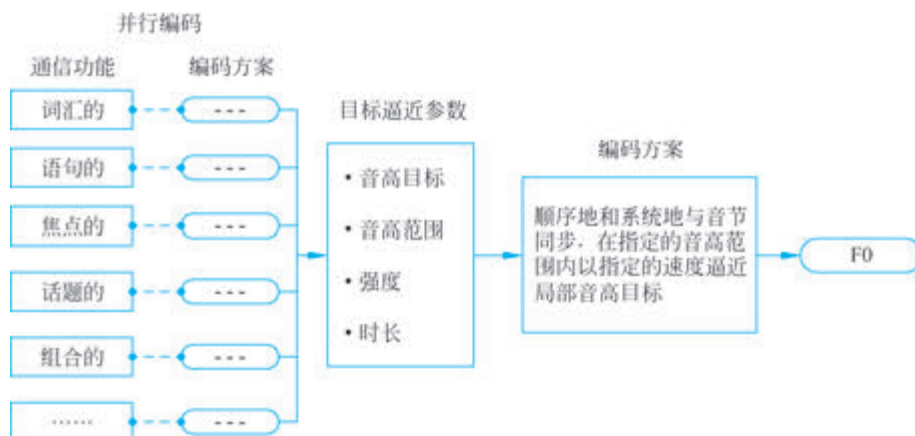 并行编码
通信功能
编码方案
词汇的
---
语句的
---
焦点的
---
话题的
---
组合的
---
……
---
目标逼近参数
·音高目标
·音高范围
·强度
·时长
编码方案
顺序地和系统地与音节
同步，在指定的音高范
围内以指定的速度逼近
局部音高目标
F0